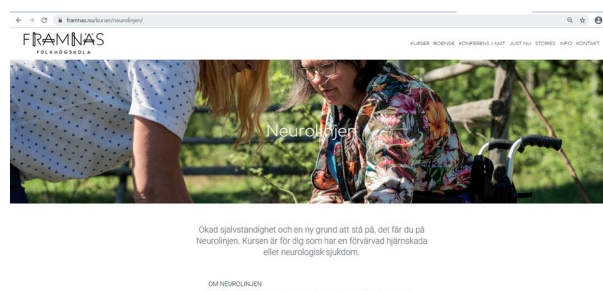 framnas.nu/kurser/neurolinjen/
FRAMNÄS
FOLKHÖGSKOLA
KURSER BOENDE KONFERENS / MAT JUST NU STORIES INFO KONTAKT
Neurolinjen
Ökad självständighet och en ny grund att stå på, det får du på
Neurolinjen. Kursen är för dig som har en förvärvad hjärnskada
eller neurologisk sjukdom.
OM NEUROLINJEN